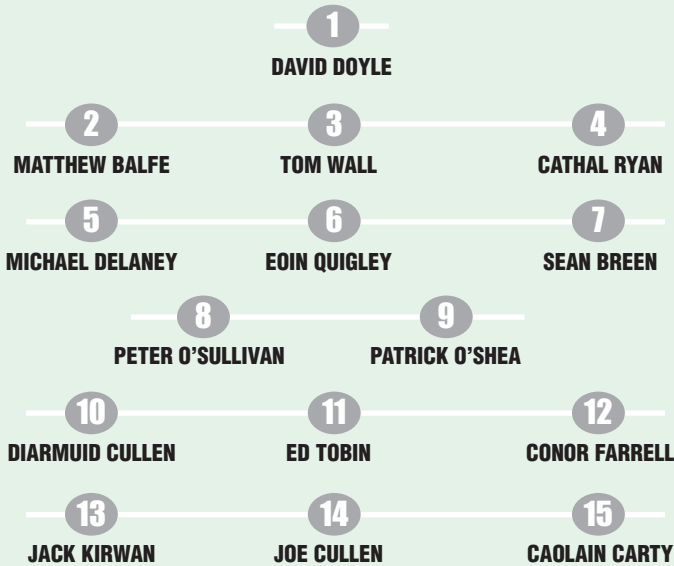 1
DAVID DOYLE
2 3 4
MATTHEW BALFE TOM WALL CATHAL RYAN
5 6 7
MICHAEL DELANEY EOIN QUIGLEY SEAN BREEN
8 9
PETER O’SULLIVAN PATRICK O’SHEA
10 11 12
DIARMUID CULLEN ED TOBIN CONOR FARRELL
13 14 15
JACK KIRWAN JOE CULLEN CAOLAIN CARTY